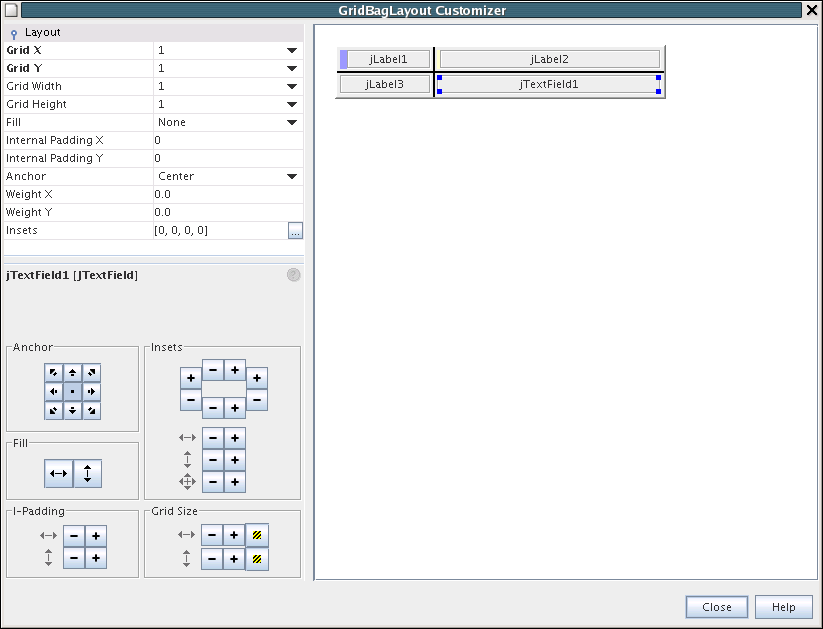 GridBagLayout Customizer
Layout
Grid X 1
Grid Y 1
Grid Width 1
Grid Height 1
Fill None
Internal Padding X 0
Internal Padding Y 0
Anchor Center
Weight X 0.0
Weight Y 0.0
Insets [0, 0, 0, 0] ...
jTextField1 [JTextField] ?
Anchor
Insets
Fill
I-Padding
Grid Size
jLabel1 jLabel2
jLabel3 jTextField1
Close Help